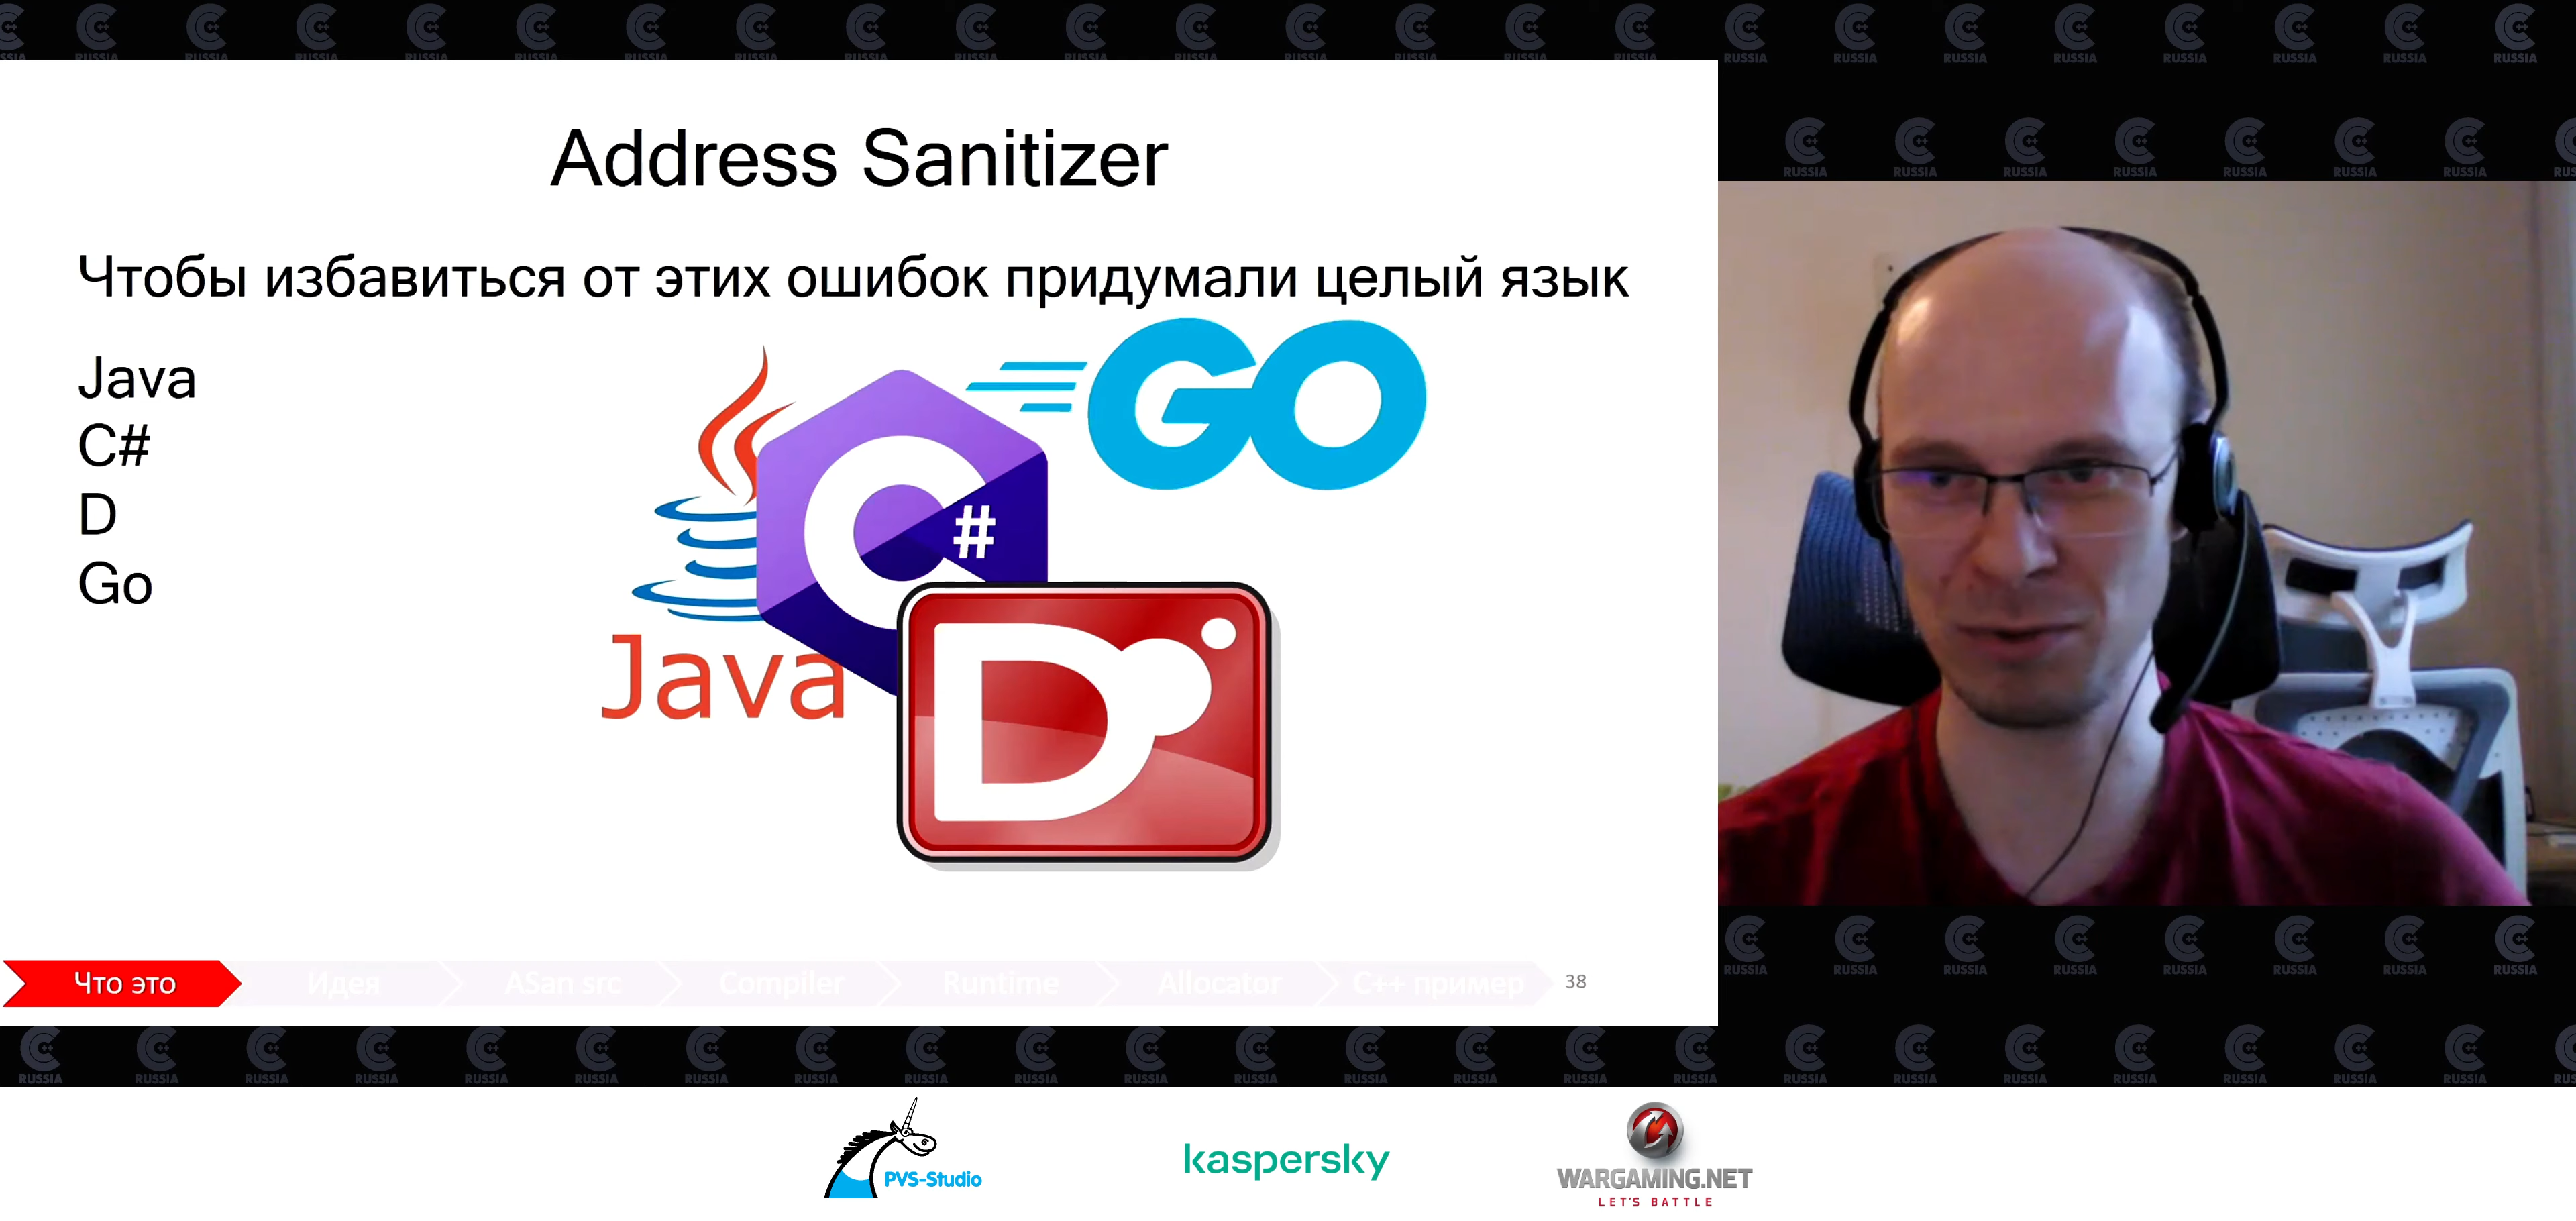 Address Sanitizer
Чтобы избавиться от этих ошибок придумали целый язык
Java
C#
D
Go
GO
C#
Java
D
Что это
Идея
ASan src
Compiler
Runtime
Allocator
C++ пример
38
PVS-Studio
kaspersky
WARGAMING.NET
LET'S BATTLE
RUSSIA